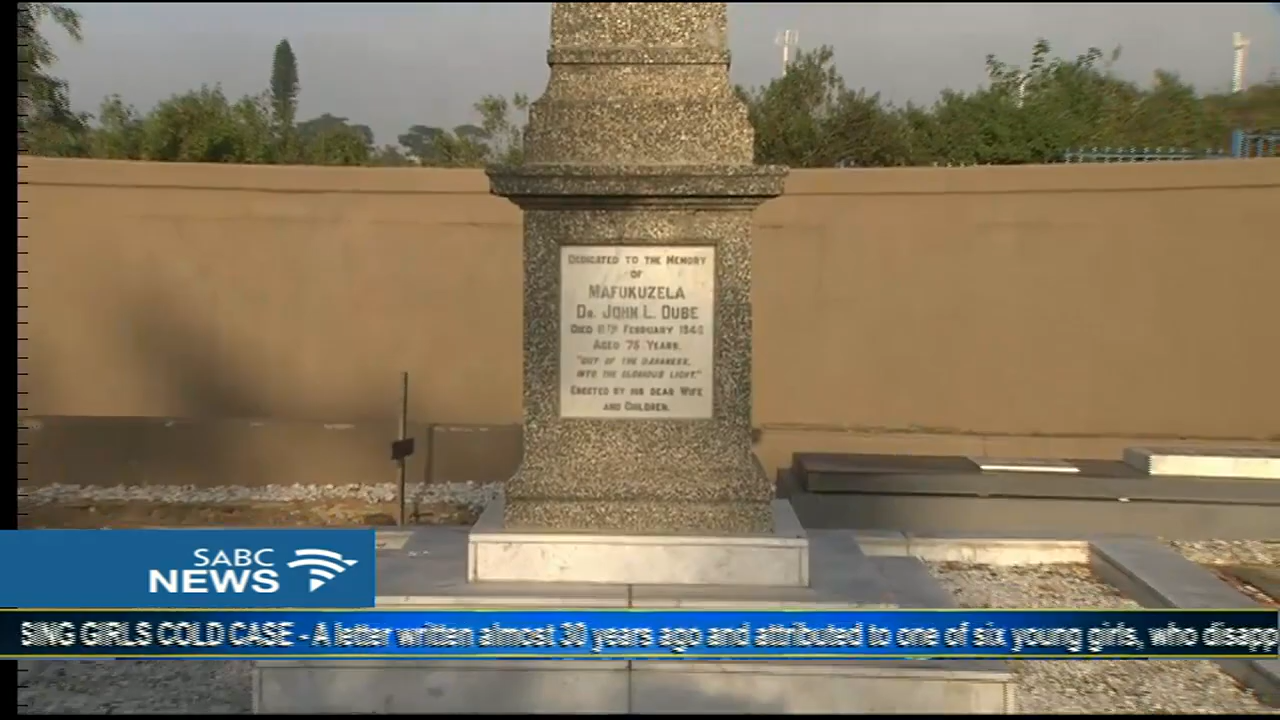 DEDICATED TO THE MEMORY
OF
MAFUKUZELA
DR. JOHN L. DUBE
DIED 11TH FEBRUARY 1946
AGED 75 YEARS.
"OUT OF THE DARKNESS,
INTO THE GLORIOUS LIGHT."
ERECTED BY HIS DEAR WIFE
AND CHILDREN.
SABC
NEWS
SING GIRLS COLD CASE - A letter written almost 30 years ago and attributed to one of six young girls, who disapp